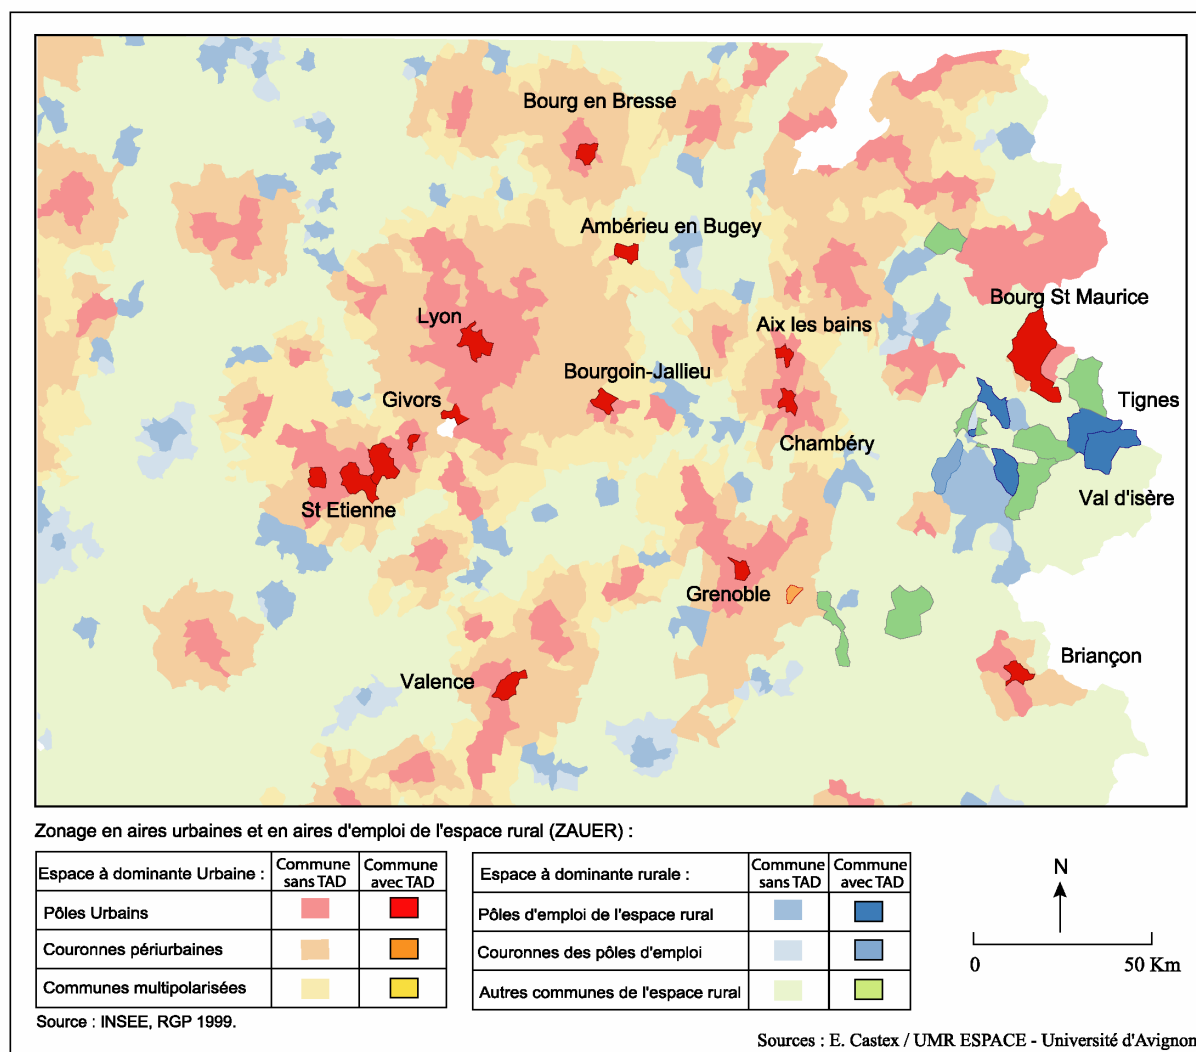 Bourg en Bresse
Ambérieu en Bugey
Bourg St Maurice
Lyon
Aix les bains
Bourgoin-Jallieu
Givors
Tignes
Chambéry
Val d'isère
St Etienne
Grenoble
Briançon
Valence
Zonage en aires urbaines et en aires d'emploi de l'espace rural (ZAUER) :
Espace à dominante Urbaine :
Commune
sans TAD
Commune
avec TAD
Pôles Urbains
Couronnes périurbaines
Communes multipolarisées
Source : INSEE, RGP 1999.
Espace à dominante rurale :
Commune
sans TAD
Commune
avec TAD
Pôles d'emploi de l'espace rural
Couronnes des pôles d'emploi
Autres communes de l'espace rural
N
0 50 Km
Sources : E. Castex / UMR ESPACE - Université d'Avignon